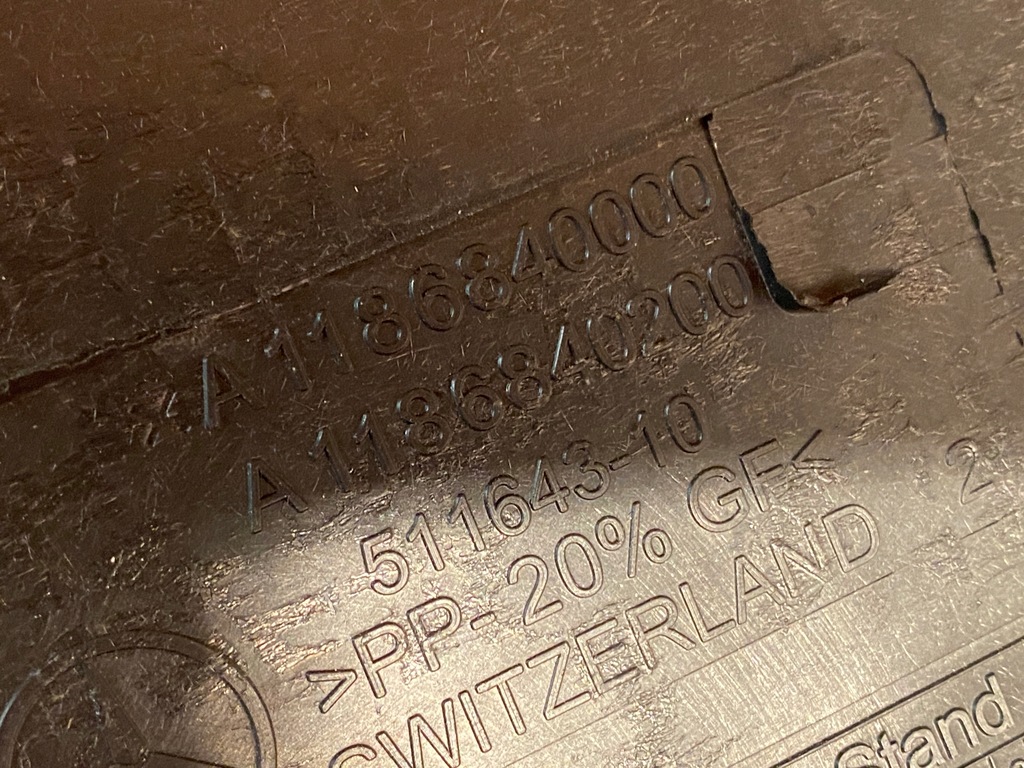 A 1186840000
A 1186840200
511643-10
>PP- 20% GF<
SWITZERLAND
Stand